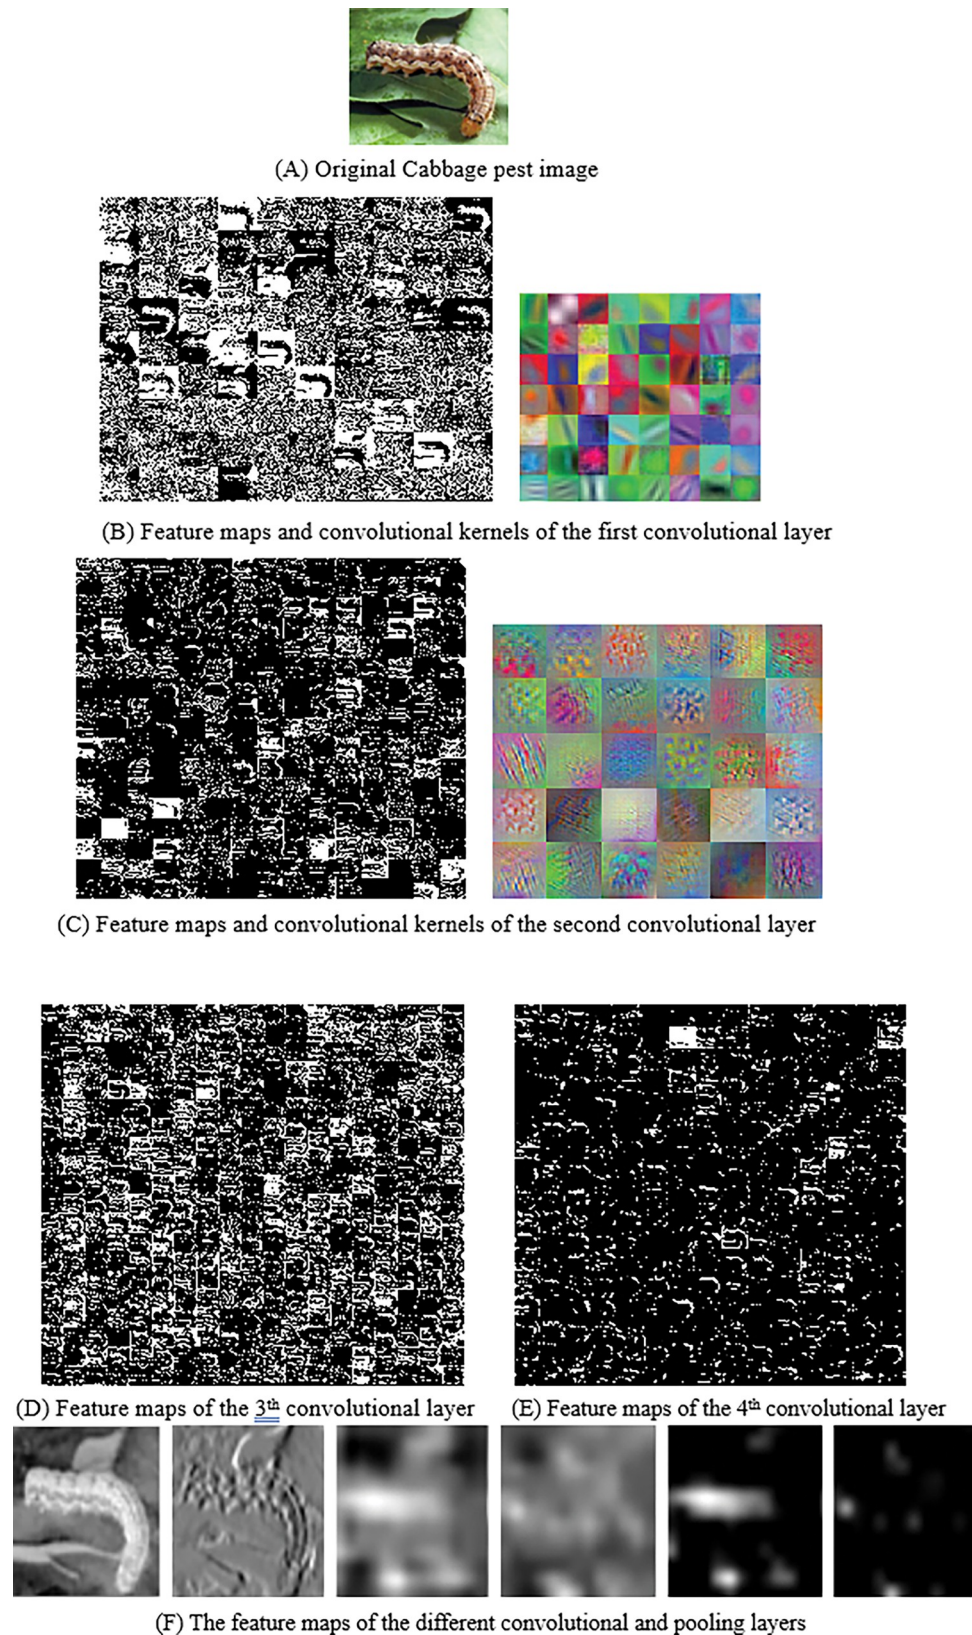 (A) Original Cabbage pest image
(B) Feature maps and convolutional kernels of the first convolutional layer
(C) Feature maps and convolutional kernels of the second convolutional layer
(D) Feature maps of the 3th convolutional layer
(E) Feature maps of the 4th convolutional layer
(F) The feature maps of the different convolutional and pooling layers